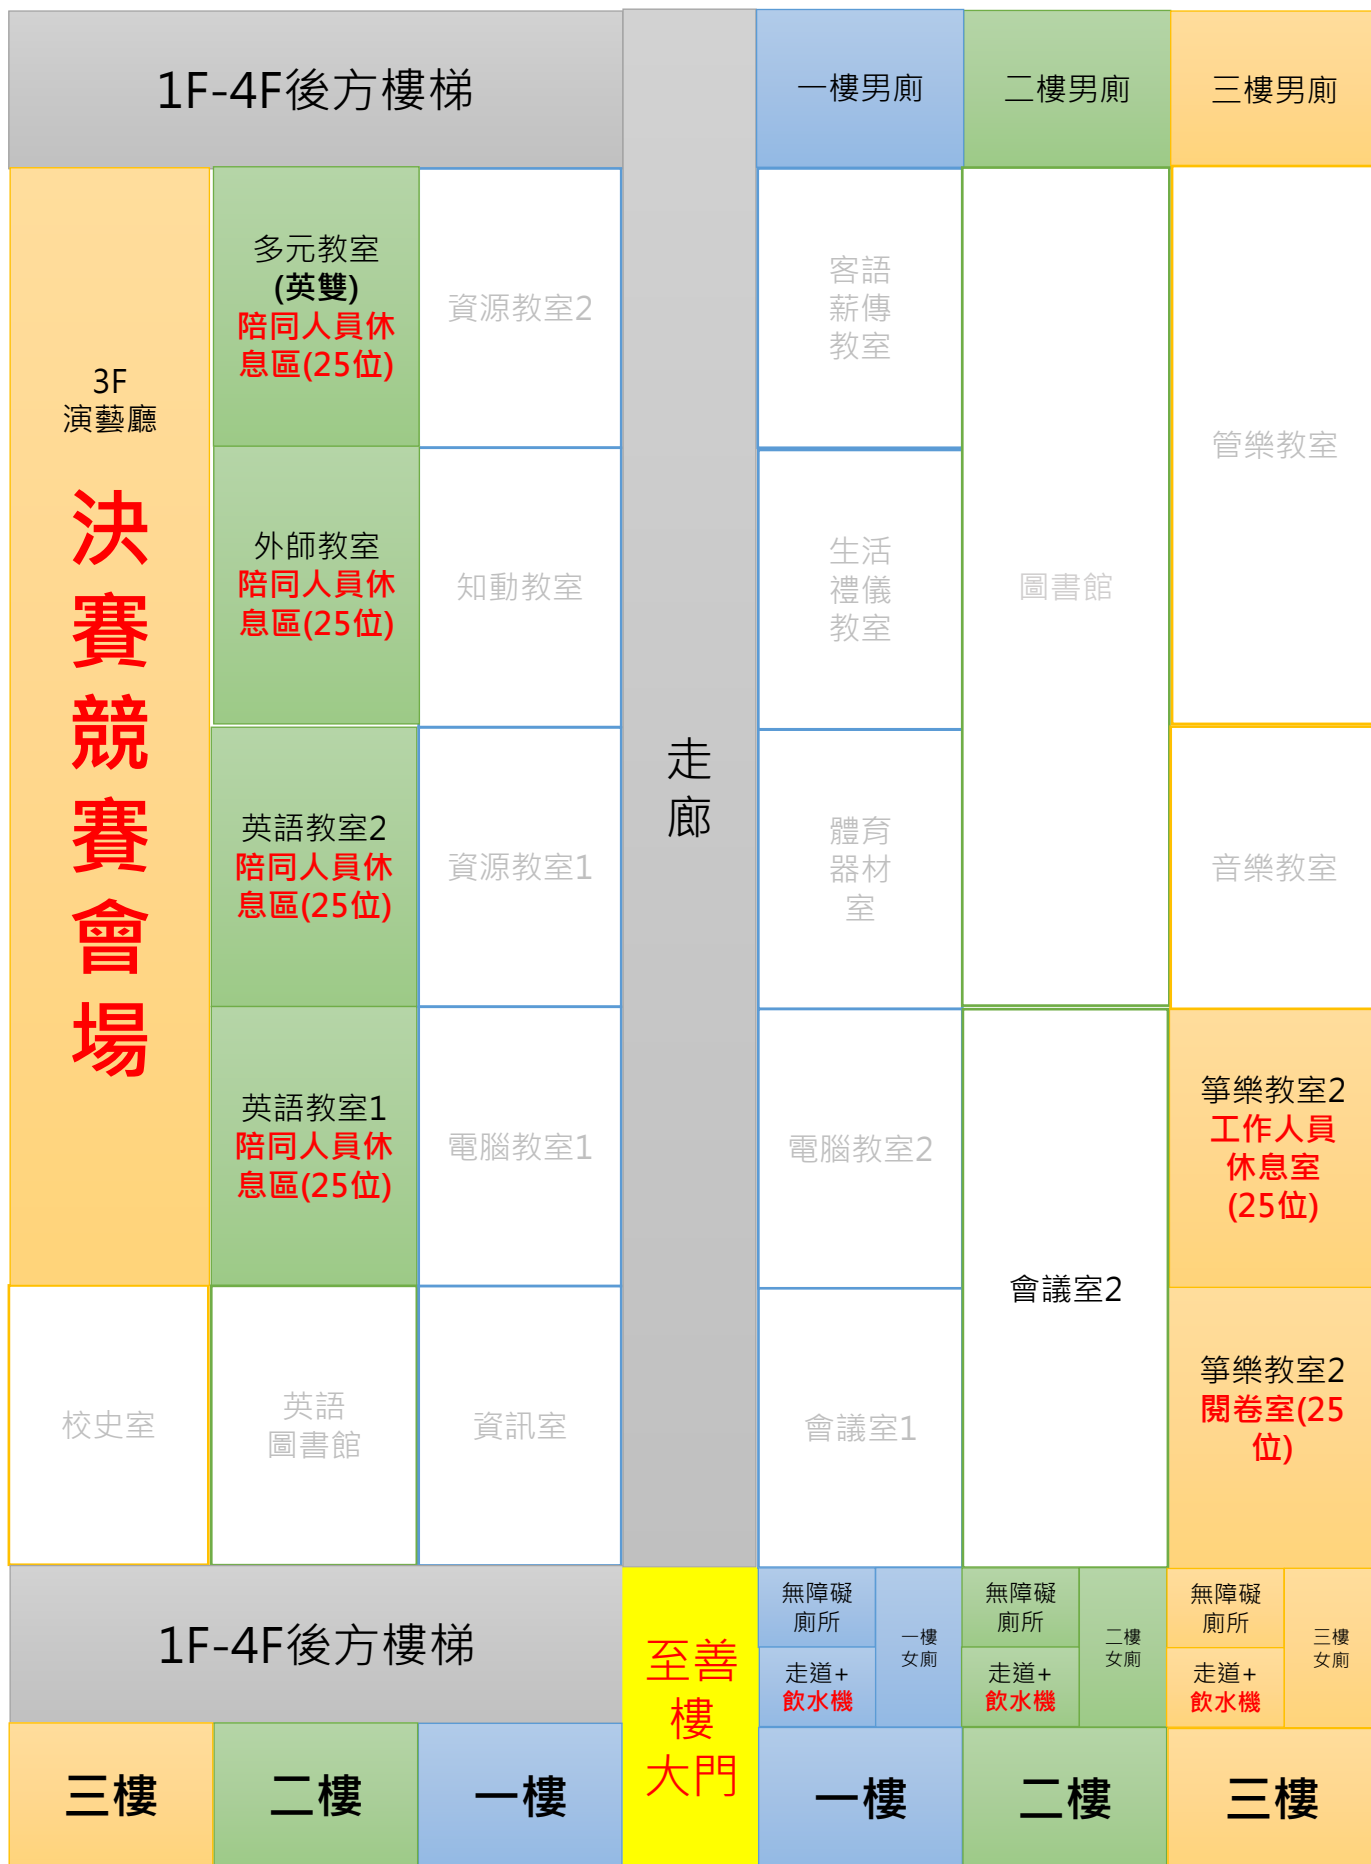 1F-4F後方樓梯
一樓男廁
二樓男廁
三樓男廁
3F
演藝廳
決
賽
競
賽
會
場
多元教室
(英雙)
陪同人員休
息區(25位)
資源教室2
外師教室
陪同人員休
息區(25位)
知動教室
英語教室2
陪同人員休
息區(25位)
資源教室1
英語教室1
陪同人員休
息區(25位)
電腦教室1
校史室
英語
圖書館
資訊室
走
廊
客語
薪傳
教室
生活
禮儀
教室
體育
器材
室
電腦教室2
會議室1
圖書館
會議室2
管樂教室
音樂教室
箏樂教室2
工作人員
休息室
(25位)
箏樂教室2
閱卷室(25
位)
1F-4F後方樓梯
至善
樓
大門
無障礙
廁所
走道+
飲水機
一樓
女廁
無障礙
廁所
走道+
飲水機
二樓
女廁
無障礙
廁所
走道+
飲水機
三樓
女廁
三樓
二樓
一樓
一樓
二樓
三樓